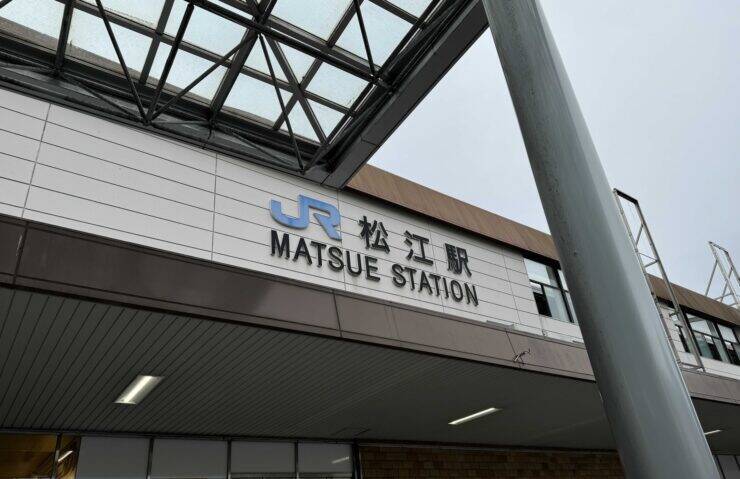 JR 松江駅
MATSUE STATION